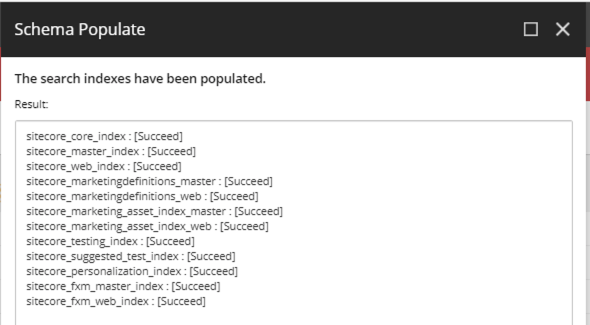 Schema Populate
The search indexes have been populated.
Result:
sitecore_core_index : [Succeed]
sitecore_master_index : [Succeed]
sitecore_web_index : [Succeed]
sitecore_marketingdefinitions_master : [Succeed]
sitecore_marketingdefinitions_web : [Succeed]
sitecore_marketing_asset_index_master : [Succeed]
sitecore_marketing_asset_index_web : [Succeed]
sitecore_testing_index : [Succeed]
sitecore_suggested_test_index : [Succeed]
sitecore_personalization_index : [Succeed]
sitecore_fxm_master_index : [Succeed]
sitecore_fxm_web_index : [Succeed]